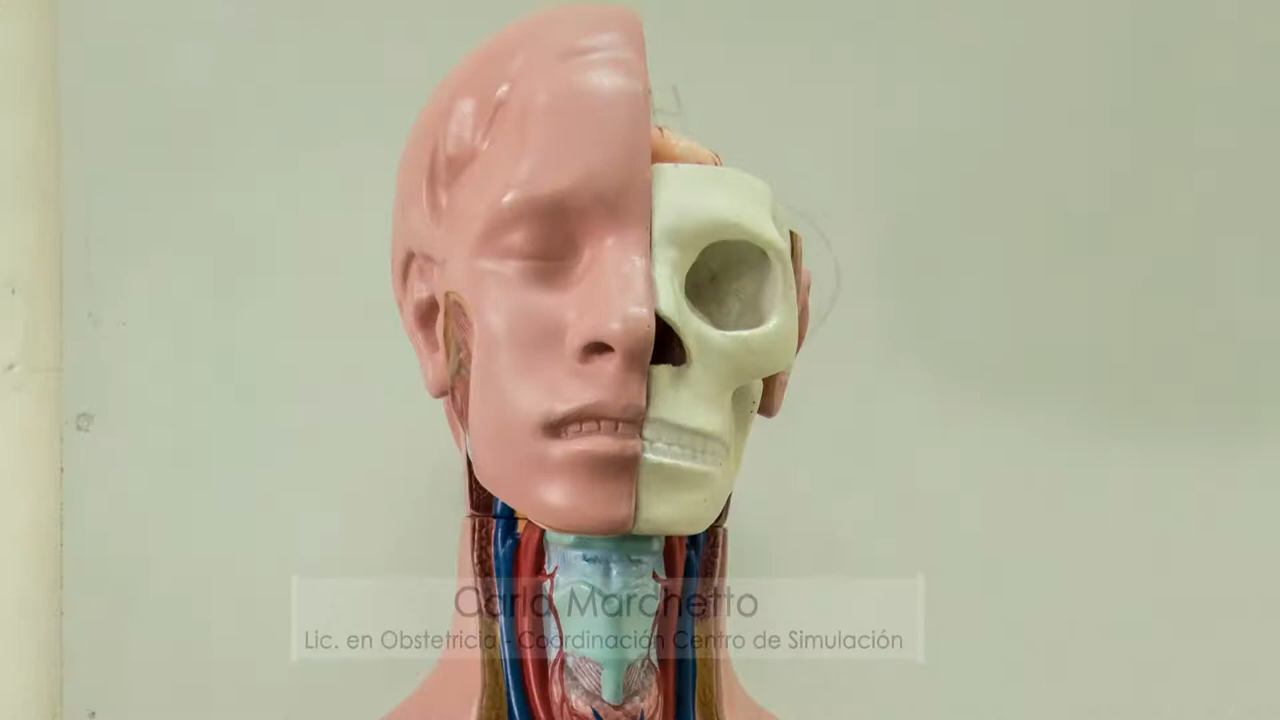 Carla Marchetto
Lic. en Obstetricia - Coordinación Centro de Simulación